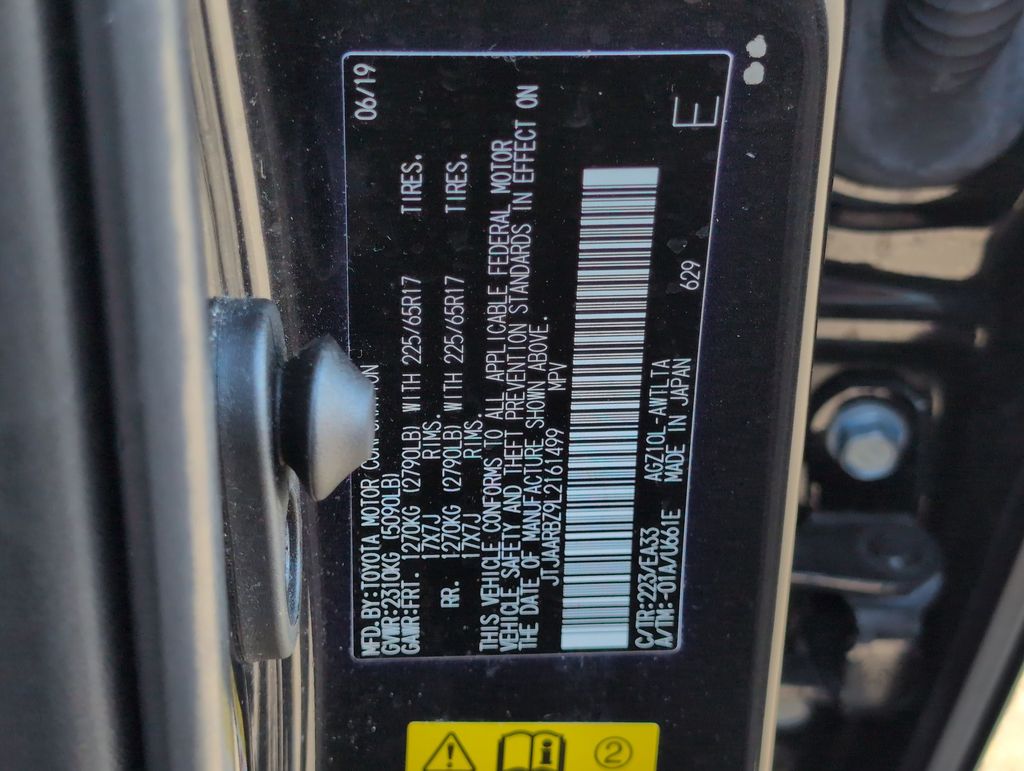 MFD.BY:TOYOTA MOTOR CORPORATION 06/19
GVWR:2310KG (5090LB)
GAWR:FRT. 1270KG (2790LB) WITH 225/65R17 TIRES.
17X7J RIMS.
RR. 1270KG (2790LB) WITH 225/65R17 TIRES.
17X7J RIMS.
THIS VEHICLE CONFORMS TO ALL APPLICABLE FEDERAL MOTOR
VEHICLE SAFETY AND THEFT PREVENTION STANDARDS IN EFFECT ON
THE DATE OF MANUFACTURE SHOWN ABOVE.
JTJAARBZ9L2161499 MPV
C/TR:223/EA33 AGZ10L-AWTLTA 629
A/TM:-01A/U661E MADE IN JAPAN
E
i
2